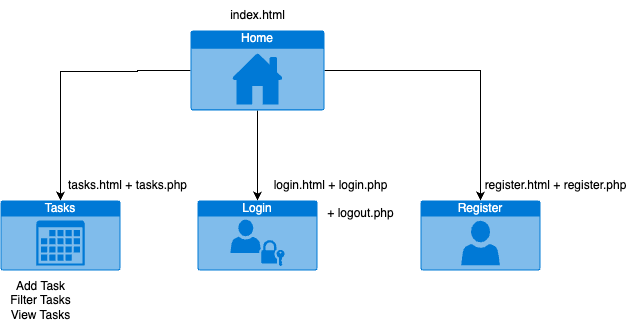 index.html
Home
tasks.html + tasks.php
login.html + login.php
register.html + register.php
Tasks
Login
+ logout.php
Register
Add Task
Filter Tasks
View Tasks